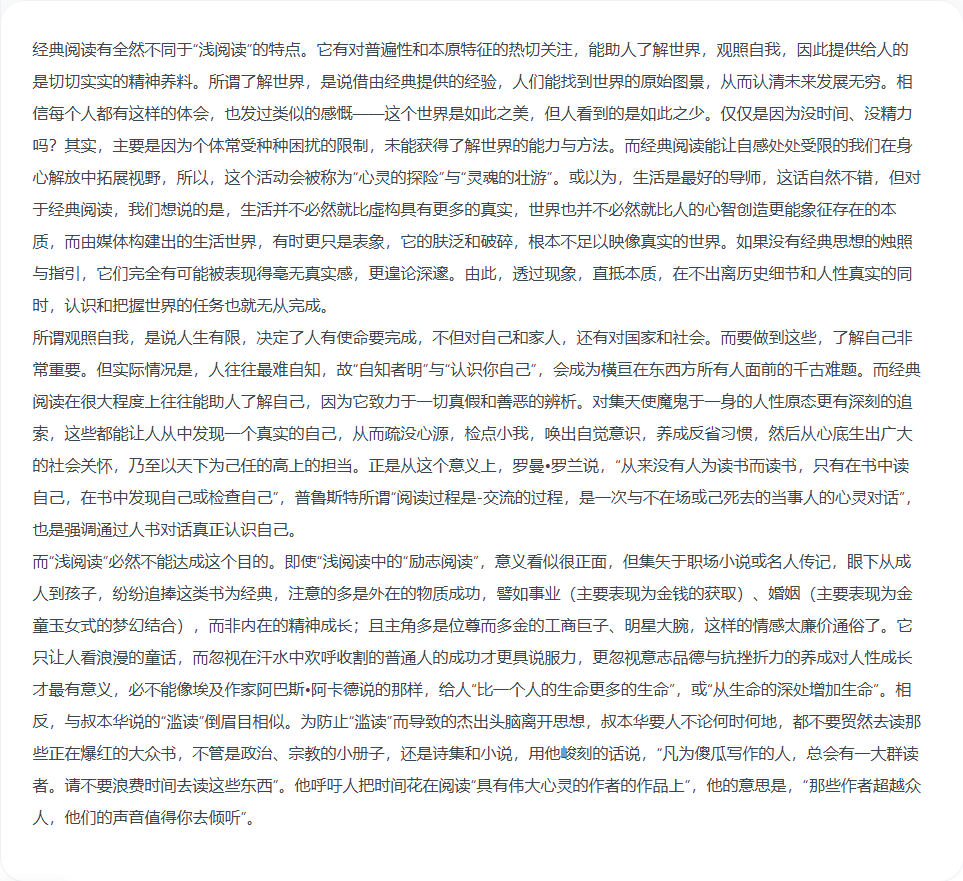 经典阅读有全然不同于“浅阅读”的特点。它有对普遍性和本原特征的热切关注，能助人了解世界，观照自我，因此提供给人的
是切切实实的精神养料。所谓了解世界，是说借由经典提供的经验，人们能找到世界的原始图景，从而认清未来发展无穷。相
信每个人都有这样的体会，也发过类似的感慨——这个世界是如此之美，但人看到的是如此之少。仅仅是因为没时间、没精力
吗？其实，主要是因为个体常受种种困扰的限制，未能获得了解世界的能力与方法。而经典阅读能让自感处处受限的我们在身
心解放中拓展视野，所以，这个活动会被称为“心灵的探险”与“灵魂的壮游”。或以为，生活是最好的导师，这话自然不错，但对
于经典阅读，我们想说的是，生活并不必然就比虚构具有更多的真实，世界也并不必然就比人的心智创造更能象征存在的本
质，而由媒体构建出的生活世界，有时更只是表象，它的肤泛和破碎，根本不足以映像真实的世界。如果没有经典思想的烛照
与指引，它们完全有可能被表现得毫无真实感，更遑论深邃。由此，透过现象，直抵本质，在不出离历史细节和人性真实的同
时，认识和把握世界的任务也就无从完成。
所谓观照自我，是说人生有限，决定了人有使命要完成，不但对自己和家人，还有对国家和社会。而要做到这些，了解自己非
常重要。但实际情况是，人往往最难自知，故“自知者明”与“认识你自己”，会成为横亘在东西方所有人面前的千古难题。而经典
阅读在很大程度上往往能助人了解自己，因为它致力于一切真假和善恶的辨析。对集天使魔鬼于一身的人性原态更有深刻的追
索，这些都能让人从中发现一个真实的自己，从而疏没心源，检点小我，唤出自觉意识，养成反省习惯，然后从心底生出广大
的社会关怀，乃至以天下为己任的高上的担当。正是从这个意义上，罗曼•罗兰说，“从来没有人为读书而读书，只有在书中读
自己，在书中发现自己或检查自己”，普鲁斯特所谓“阅读过程是-交流的过程，是一次与不在场或己死去的当事人的心灵对话”，
也是强调通过人书对话真正认识自己。
而“浅阅读”必然不能达成这个目的。即使“浅阅读中的“励志阅读”，意义看似很正面，但集矢于职场小说或名人传记，眼下从成
人到孩子，纷纷追捧这类书为经典，注意的多是外在的物质成功，譬如事业（主要表现为金钱的获取）、婚姻（主要表现为金
童玉女式的梦幻结合），而非内在的精神成长；且主角多是位尊而多金的工商巨子、明星大腕，这样的情感太廉价通俗了。它
只让人看浪漫的童话，而忽视在汗水中欢呼收割的普通人的成功才更具说服力，更忽视意志品德与抗挫折力的养成对人性成长
才最有意义，必不能像埃及作家阿巴斯•阿卡德说的那样，给人“比一个人的生命更多的生命”，或“从生命的深处增加生命”。相
反，与叔本华说的“滥读”倒眉目相似。为防止“滥读”而导致的杰出头脑离开思想，叔本华要人不论何时何地，都不要贸然去读那
些正在爆红的大众书，不管是政治、宗教的小册子，还是诗集和小说，用他峻刻的话说，“凡为傻瓜写作的人，总会有一大群读
者。请不要浪费时间去读这些东西”。他呼吁人把时间花在阅读“具有伟大心灵的作者的作品上”，他的意思是，“那些作者超越众
人，他们的声音值得你去倾听”。